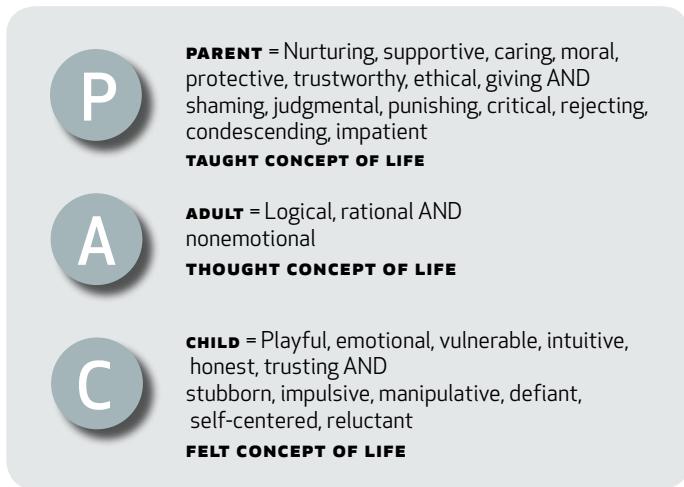 P
PARENT = Nurturing, supportive, caring, moral,
protective, trustworthy, ethical, giving AND
shaming, judgmental, punishing, critical, rejecting,
condescending, impatient
TAUGHT CONCEPT OF LIFE
A
ADULT = Logical, rational AND
nonemotional
THOUGHT CONCEPT OF LIFE
C
CHILD = Playful, emotional, vulnerable, intuitive,
honest, trusting AND
stubborn, impulsive, manipulative, defiant,
self-centered, reluctant
FELT CONCEPT OF LIFE